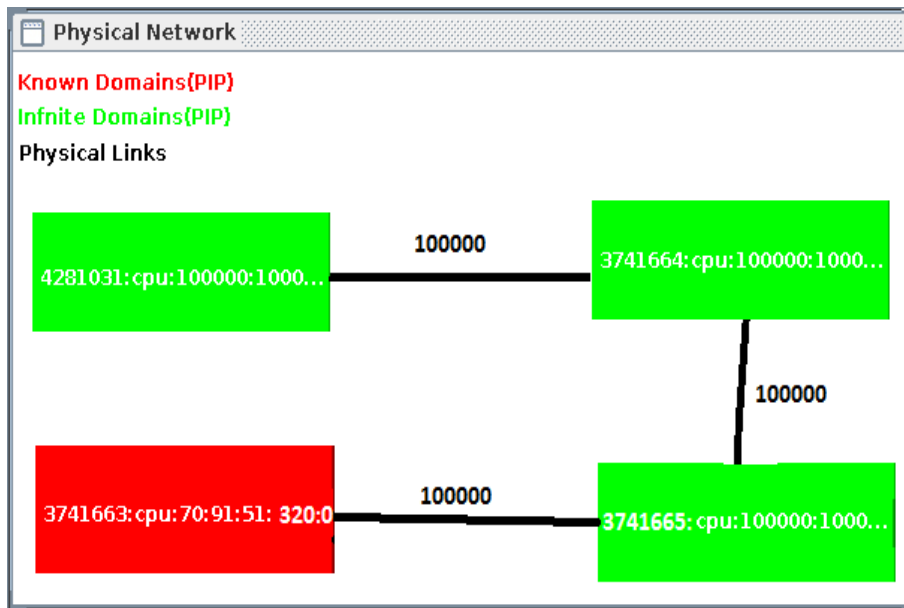 Physical Network
Known Domains(PIP)
Infnite Domains(PIP)
Physical Links
100000
4281031:cpu:100000:1000...
3741664:cpu:100000:1000...
100000
100000
3741663:cpu:70:91:51: 320:0
3741665: cpu:100000:1000...